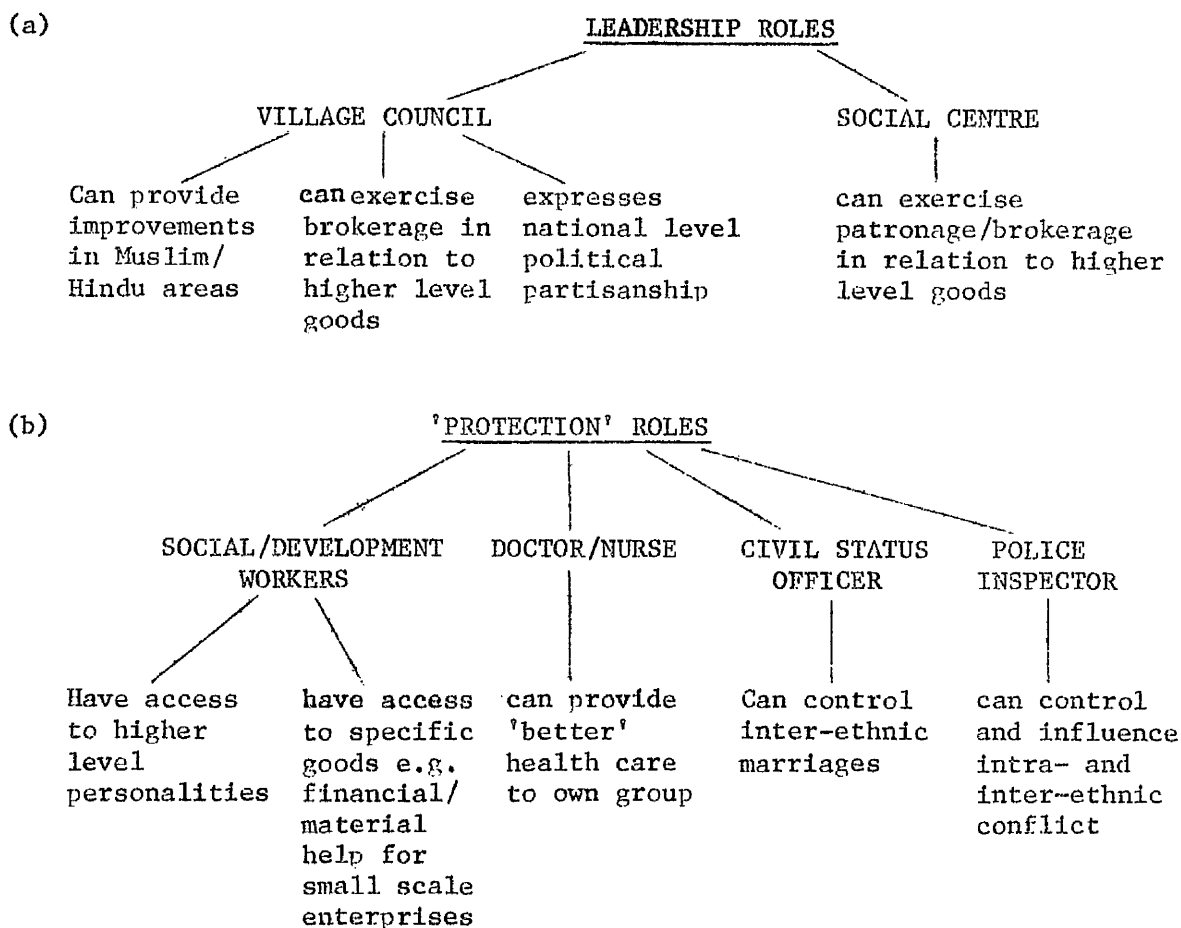 (a)
LEADERSHIP ROLES
VILLAGE COUNCIL
SOCIAL CENTRE
Can provide
improvements
in Muslim/
Hindu areas
can exercise
brokerage in
relation to
higher level
goods
expresses
national level
political
partisanship
can exercise
patronage/brokerage
in relation to higher
level goods
(b)
'PROTECTION' ROLES
SOCIAL/DEVELOPMENT
WORKERS
DOCTOR/NURSE
CIVIL STATUS
OFFICER
POLICE
INSPECTOR
Have access
to higher
level
personalities
have access
to specific
goods e.g.
financial/
material
help for
small scale
enterprises
can provide
'better'
health care
to own group
Can control
inter-ethnic
marriages
can control
and influence
intra- and
inter-ethnic
conflict